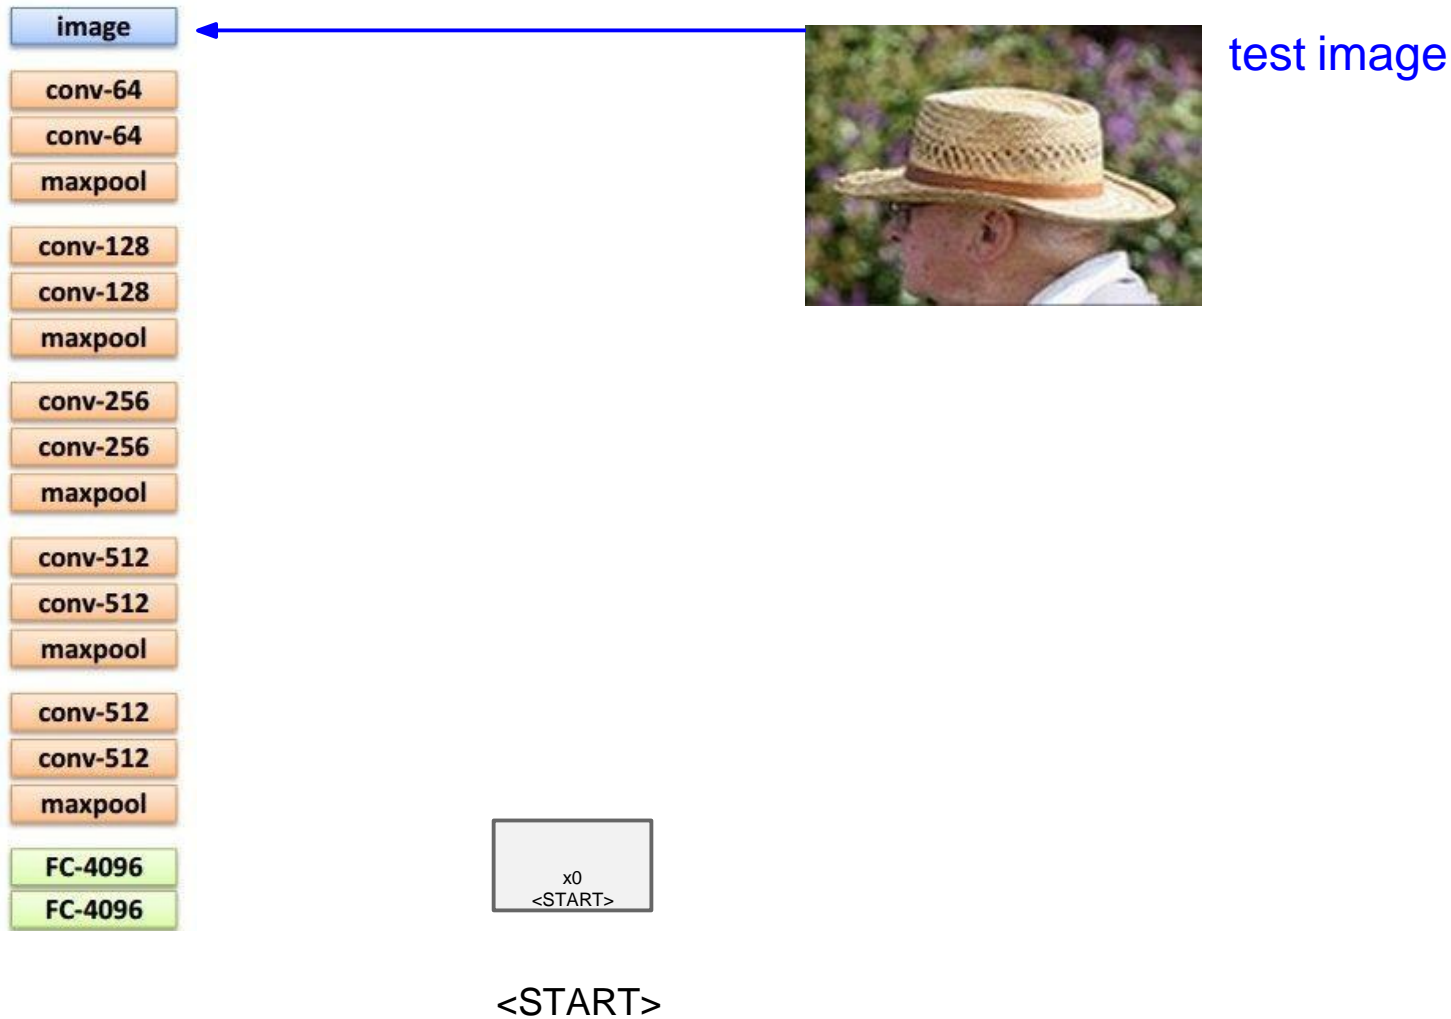 image
test image
conv-64
conv-64
maxpool
conv-128
conv-128
maxpool
conv-256
conv-256
maxpool
conv-512
conv-512
maxpool
conv-512
conv-512
maxpool
FC-4096
FC-4096
x0
<START>
<START>